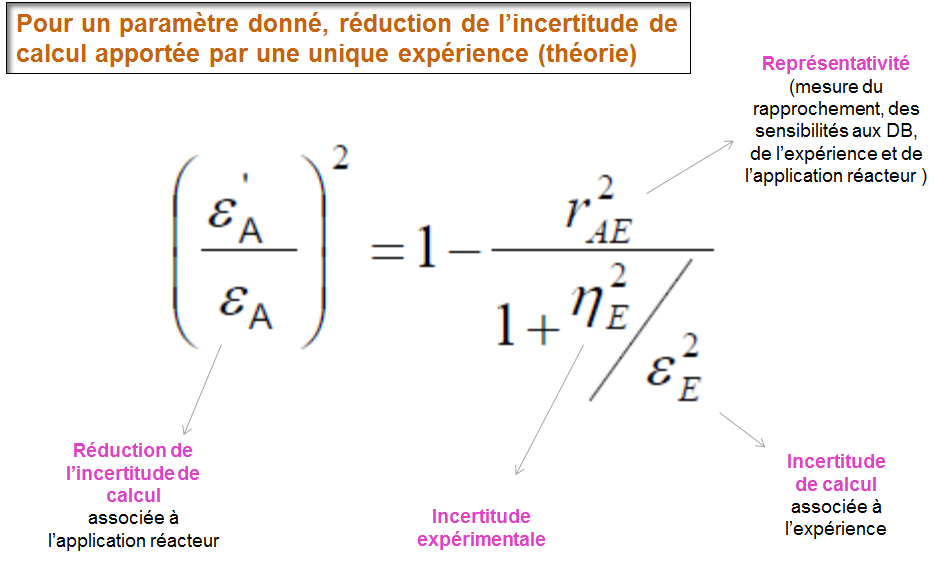 Pour un paramètre donné, réduction de l’incertitude de
calcul apportée par une unique expérience (théorie)
Représentativité
(mesure du
rapprochement, des
sensibilités aux DB,
de l’expérience et de
l’application réacteur )
(ε'A / εA)² = 1 − r²AE / (1 + η²E / ε²E)
Réduction de
l’incertitude de
calcul
associée à
l’application réacteur
Incertitude
expérimentale
Incertitude
de calcul
associée à
l’expérience